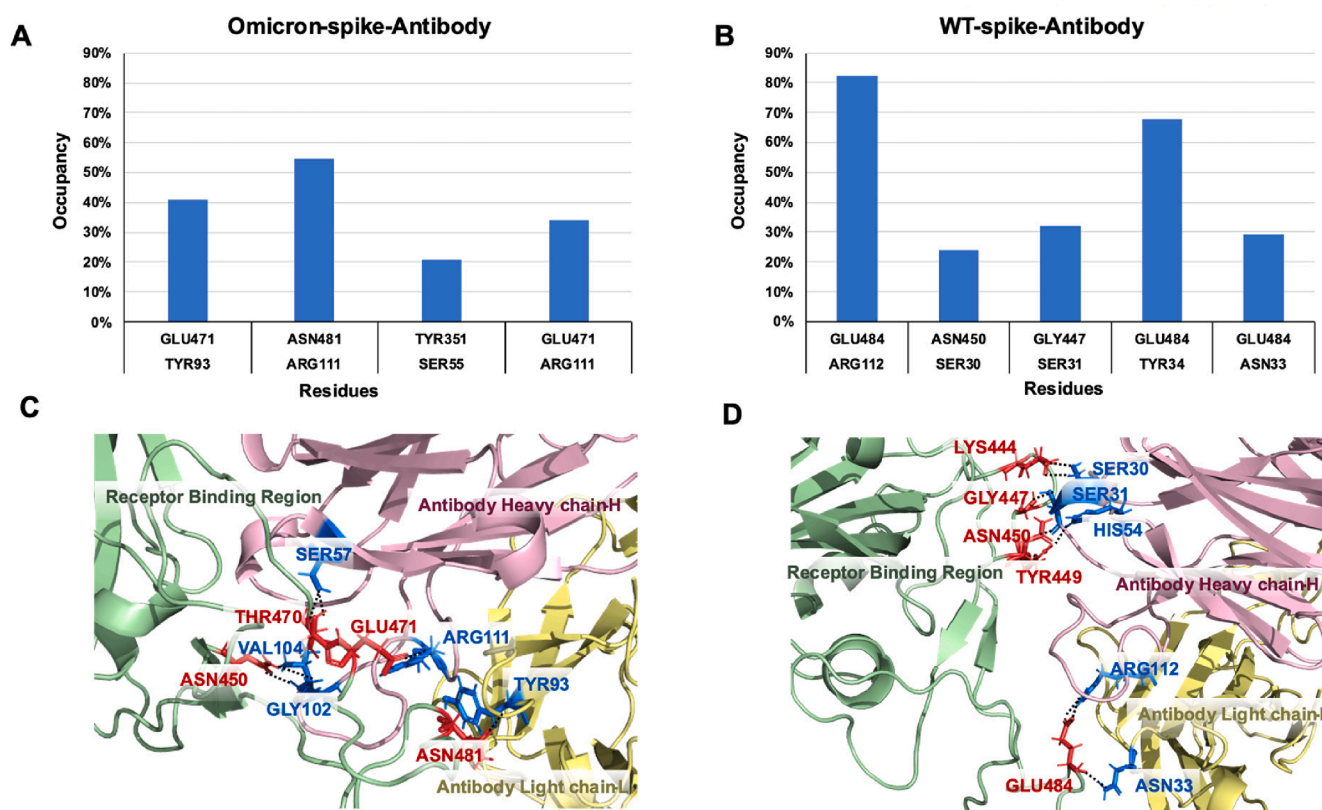 A
Omicron-spike-Antibody
90%
80%
70%
60%
50%
40%
30%
20%
10%
0%
Occupancy
GLU471 ASN481 TYR351 GLU471
TYR93 ARG111 SER55 ARG111
Residues
B
WT-spike-Antibody
90%
80%
70%
60%
50%
40%
30%
20%
10%
0%
Occupancy
GLU484 ASN450 GLY447 GLU484 GLU484
ARG112 SER30 SER31 TYR34 ASN33
Residues
C
Receptor Binding Region
Antibody Heavy chain-H
SER57
THR470
GLU471
ARG111
VAL104
ASN450
TYR93
GLY102
ASN481
Antibody Light chain-L
D
LYS444
SER30
GLY447
SER31
ASN450
HIS54
TYR449
Receptor Binding Region
Antibody Heavy chain-H
ARG112
Antibody Light chain-
GLU484
ASN33